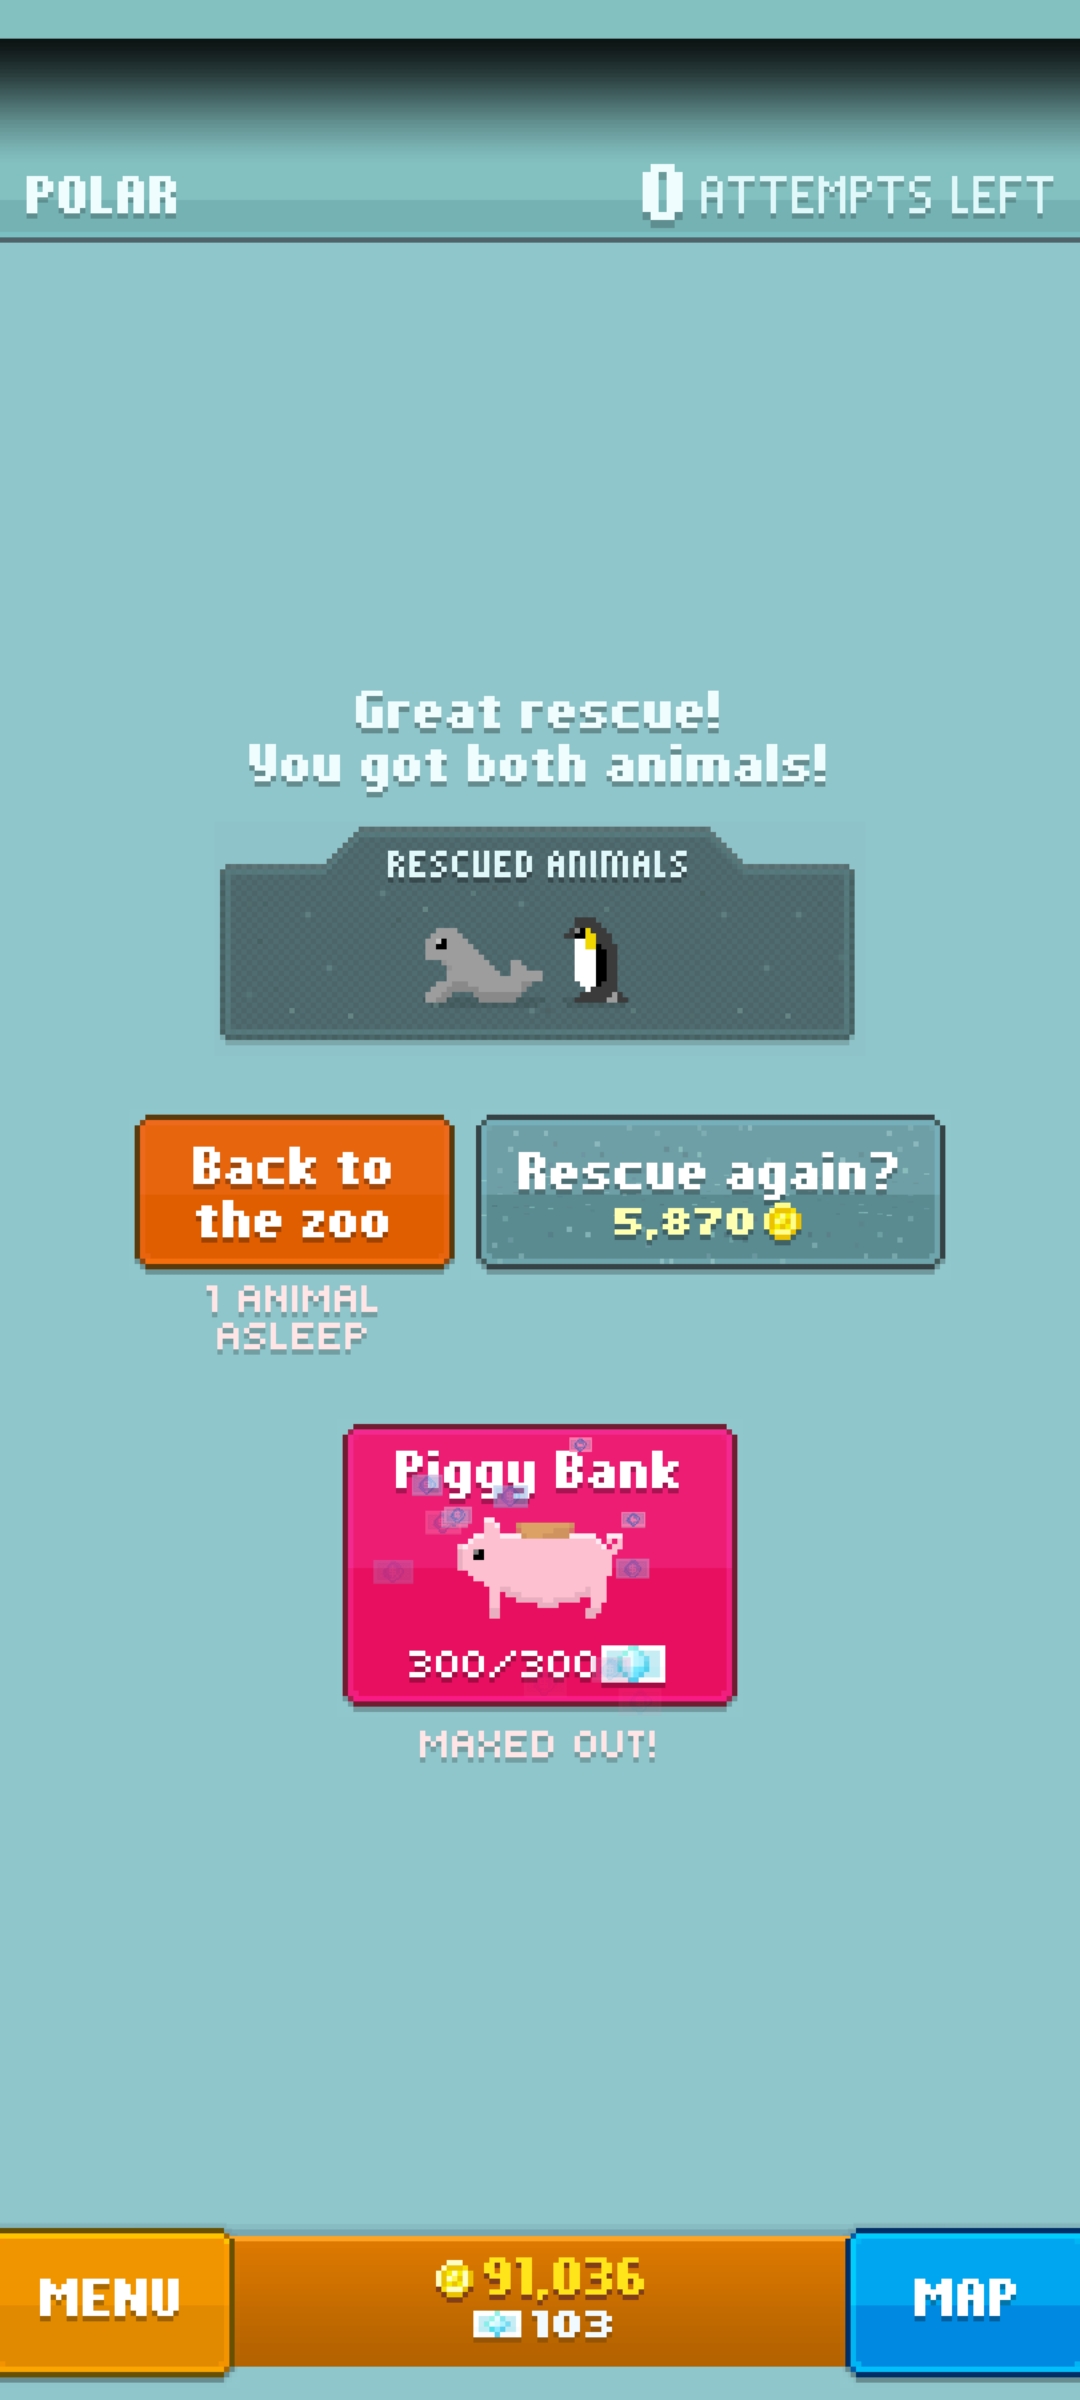 POLAR
0 ATTEMPTS LEFT
Great rescue!
You got both animals!
RESCUED ANIMALS
Back to
the zoo
Rescue again?
5,870
1 ANIMAL
ASLEEP
Piggy Bank
300/300
MAXED OUT!
MENU
91,036
103
MAP